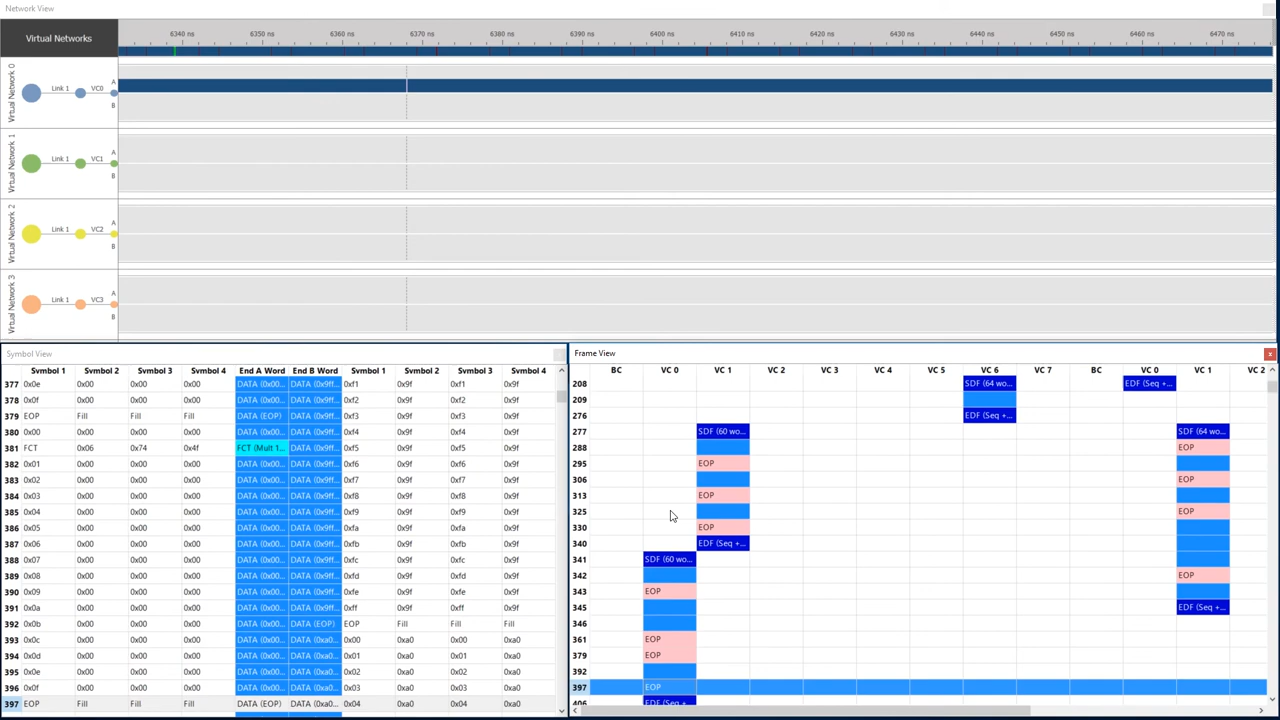 Network View
Virtual Networks
6340 ns 6350 ns 6360 ns 6370 ns 6380 ns 6390 ns 6400 ns 6410 ns 6420 ns 6430 ns 6440 ns 6450 ns 6460 ns 6470 ns
Virtual Network 0 Link 1 VC0 A B
Virtual Network 1 Link 1 VC1 A B
Virtual Network 2 Link 1 VC2 A B
Virtual Network 3 Link 1 VC3 A B
Symbol View
Symbol 1 Symbol 2 Symbol 3 Symbol 4 End A Word End B Word Symbol 1 Symbol 2 Symbol 3 Symbol 4
377 0x0e 0x00 0x00 0x00 DATA (0x00... DATA (0x9ff... 0xf1 0x9f 0xf1 0x9f
378 0x0f 0x00 0x00 0x00 DATA (0x00... DATA (0x9ff... 0xf2 0x9f 0xf2 0x9f
379 EOP Fill Fill Fill DATA (EOP) DATA (0x9ff... 0xf3 0x9f 0xf3 0x9f
380 0x00 0x00 0x00 0x00 DATA (0x00... DATA (0x9ff... 0xf4 0x9f 0xf4 0x9f
381 FCT 0x06 0x74 0x4f FCT (Mult 1... DATA (0x9ff... 0xf5 0x9f 0xf5 0x9f
382 0x01 0x00 0x00 0x00 DATA (0x00... DATA (0x9ff... 0xf6 0x9f 0xf6 0x9f
383 0x02 0x00 0x00 0x00 DATA (0x00... DATA (0x9ff... 0xf7 0x9f 0xf7 0x9f
384 0x03 0x00 0x00 0x00 DATA (0x00... DATA (0x9ff... 0xf8 0x9f 0xf8 0x9f
385 0x04 0x00 0x00 0x00 DATA (0x00... DATA (0x9ff... 0xf9 0x9f 0xf9 0x9f
386 0x05 0x00 0x00 0x00 DATA (0x00... DATA (0x9ff... 0xfa 0x9f 0xfa 0x9f
387 0x06 0x00 0x00 0x00 DATA (0x00... DATA (0x9ff... 0xfb 0x9f 0xfb 0x9f
388 0x07 0x00 0x00 0x00 DATA (0x00... DATA (0x9ff... 0xfc 0x9f 0xfc 0x9f
389 0x08 0x00 0x00 0x00 DATA (0x00... DATA (0x9ff... 0xfd 0x9f 0xfd 0x9f
390 0x09 0x00 0x00 0x00 DATA (0x00... DATA (0x9ff... 0xfe 0x9f 0xfe 0x9f
391 0x0a 0x00 0x00 0x00 DATA (0x00... DATA (0x9ff... 0xff 0x9f 0xff 0x9f
392 0x0b 0x00 0x00 0x00 DATA (0x00... DATA (EOP) EOP Fill Fill Fill
393 0x0c 0x00 0x00 0x00 DATA (0x00... DATA (0xa0... 0x00 0xa0 0x00 0xa0
394 0x0d 0x00 0x00 0x00 DATA (0x00... DATA (0xa0... 0x01 0xa0 0x01 0xa0
395 0x0e 0x00 0x00 0x00 DATA (0x00... DATA (0xa0... 0x02 0xa0 0x02 0xa0
396 0x0f 0x00 0x00 0x00 DATA (0x00... DATA (0xa0... 0x03 0xa0 0x03 0xa0
397 EOP Fill Fill Fill DATA (EOP) DATA (0xa0... 0x04 0xa0 0x04 0xa0
Frame View
BC VC 0 VC 1 VC 2 VC 3 VC 4 VC 5 VC 6 VC 7 BC VC 0 VC 1 VC 2
208 SDF (64 wo... EDF (Seq +...
209
276 EDF (Seq +...
277 SDF (60 wo... SDF (64 wo...
288 EOP
295 EOP
306 EOP
313 EOP
325 EOP
330 EOP
340 EDF (Seq +...
341 SDF (60 wo...
342 EOP
343 EOP
345 EDF (Seq +...
346
361 EOP
379 EOP
392
397 EOP
406 EDF (Seq +